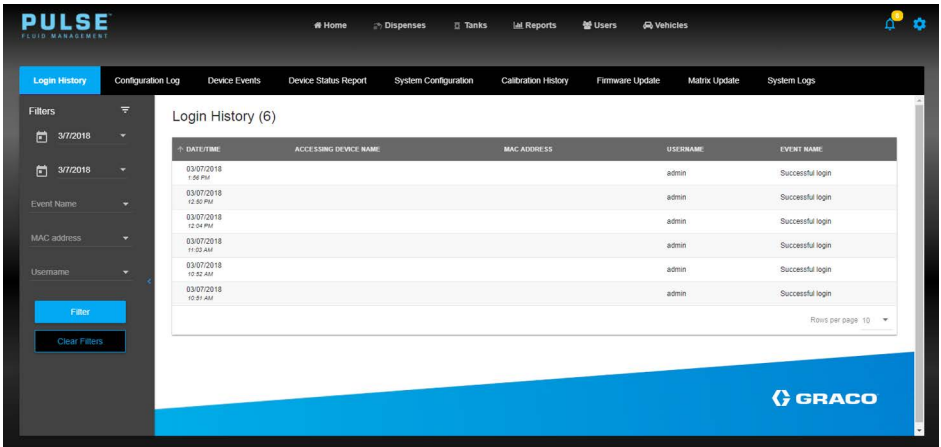 PULSE
FLUID MANAGEMENT
Home Dispenses Tanks Reports Users Vehicles
Login History Configuration Log Device Events Device Status Report System Configuration Calibration History Firmware Update Matrix Update System Logs
Filters
3/7/2018
3/7/2018
Event Name
MAC address
Username
Filter
Clear Filters
Login History (6)
DATE/TIME ACCESSING DEVICE NAME MAC ADDRESS USERNAME EVENT NAME
03/07/2018 admin Successful login
1:56 PM
03/07/2018 admin Successful login
12:50 PM
03/07/2018 admin Successful login
12:04 PM
03/07/2018 admin Successful login
11:03 AM
03/07/2018 admin Successful login
10:52 AM
03/07/2018 admin Successful login
10:51 AM
Rows per page 10
GRACO